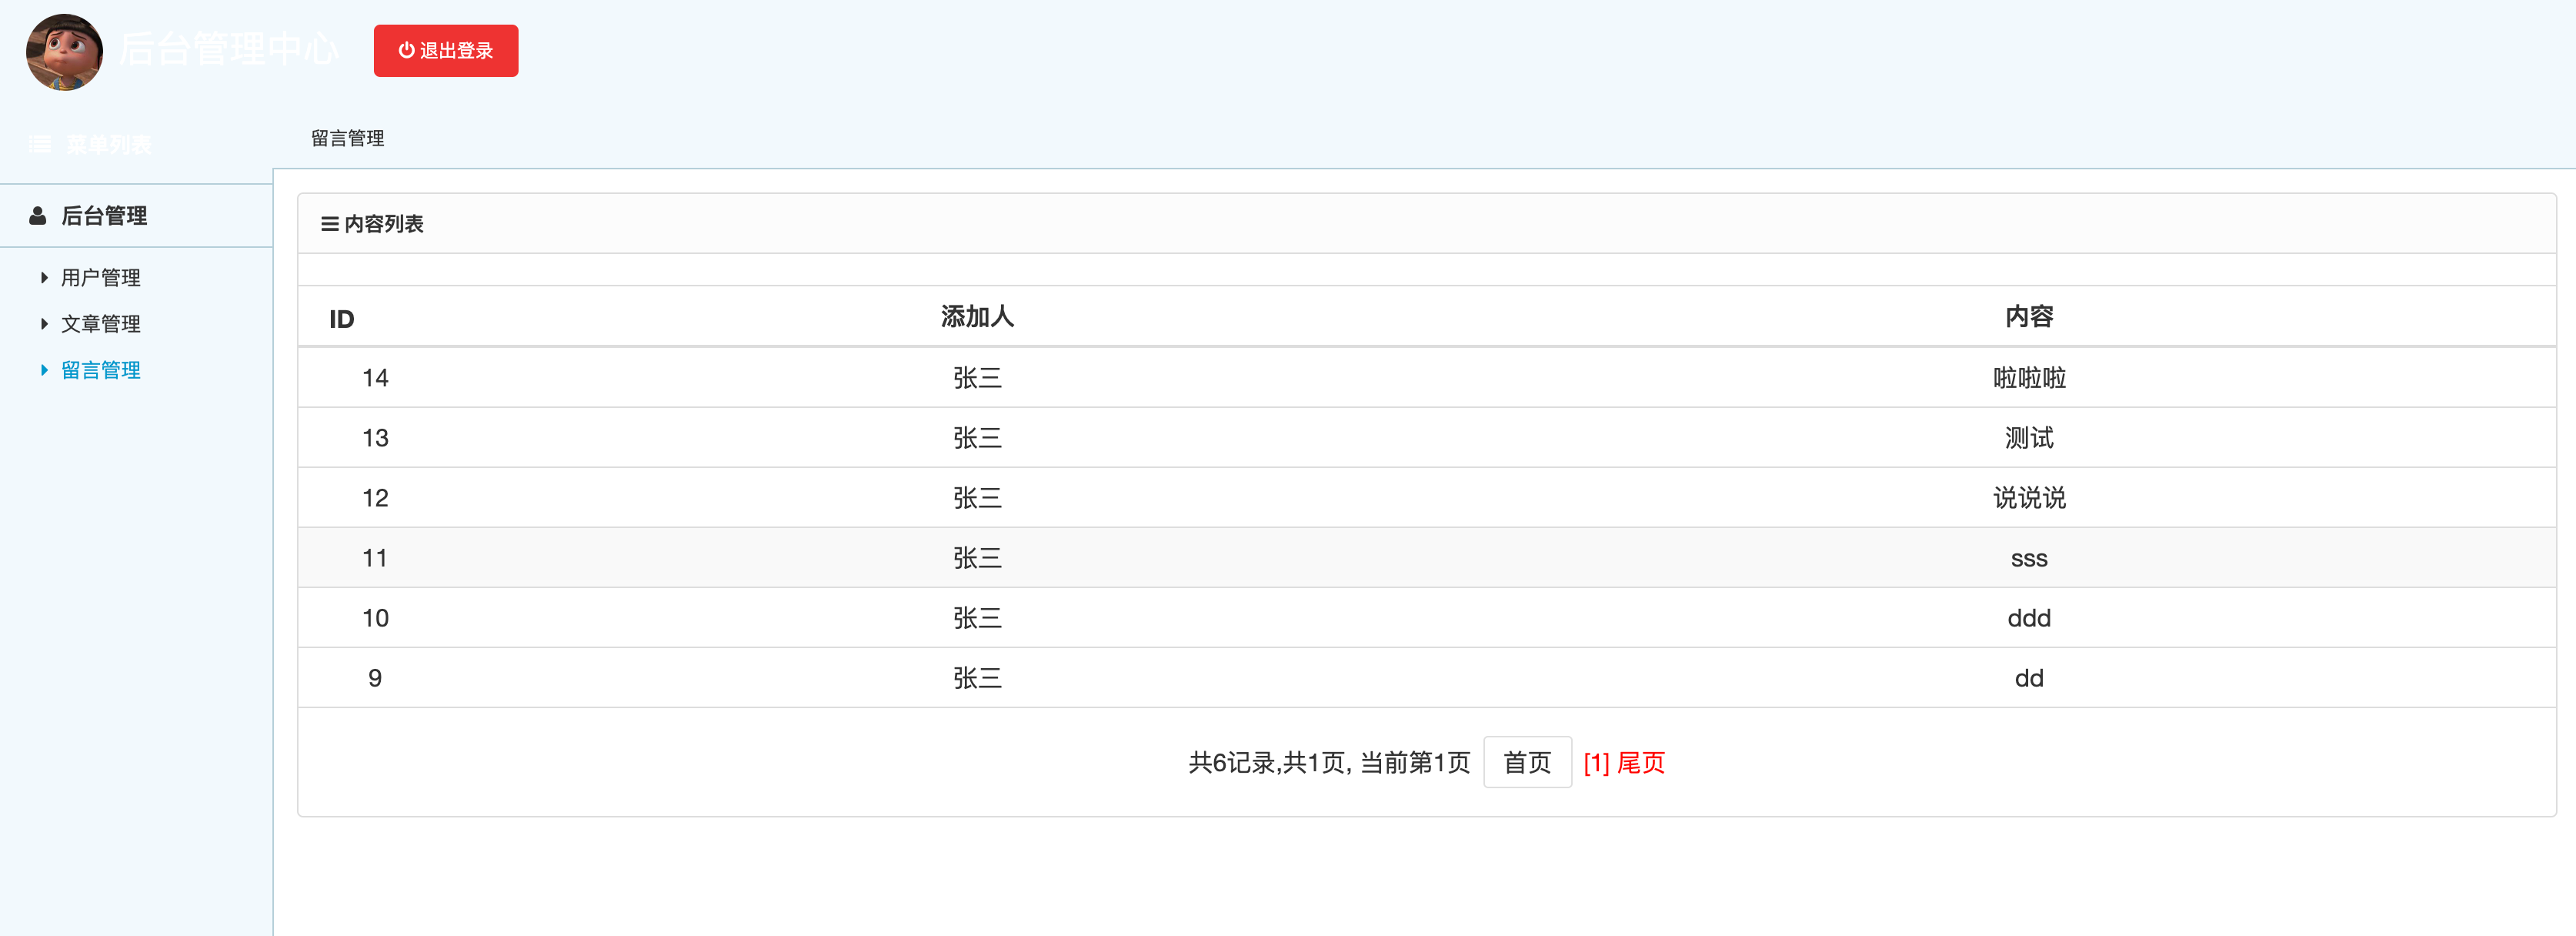 后台管理中心 退出登录
菜单列表
留言管理
后台管理
用户管理
文章管理
留言管理
内容列表
ID 添加人 内容
14 张三 啦啦啦
13 张三 测试
12 张三 说说说
11 张三 sss
10 张三 ddd
9 张三 dd
共6记录,共1页, 当前第1页 首页 [1] 尾页